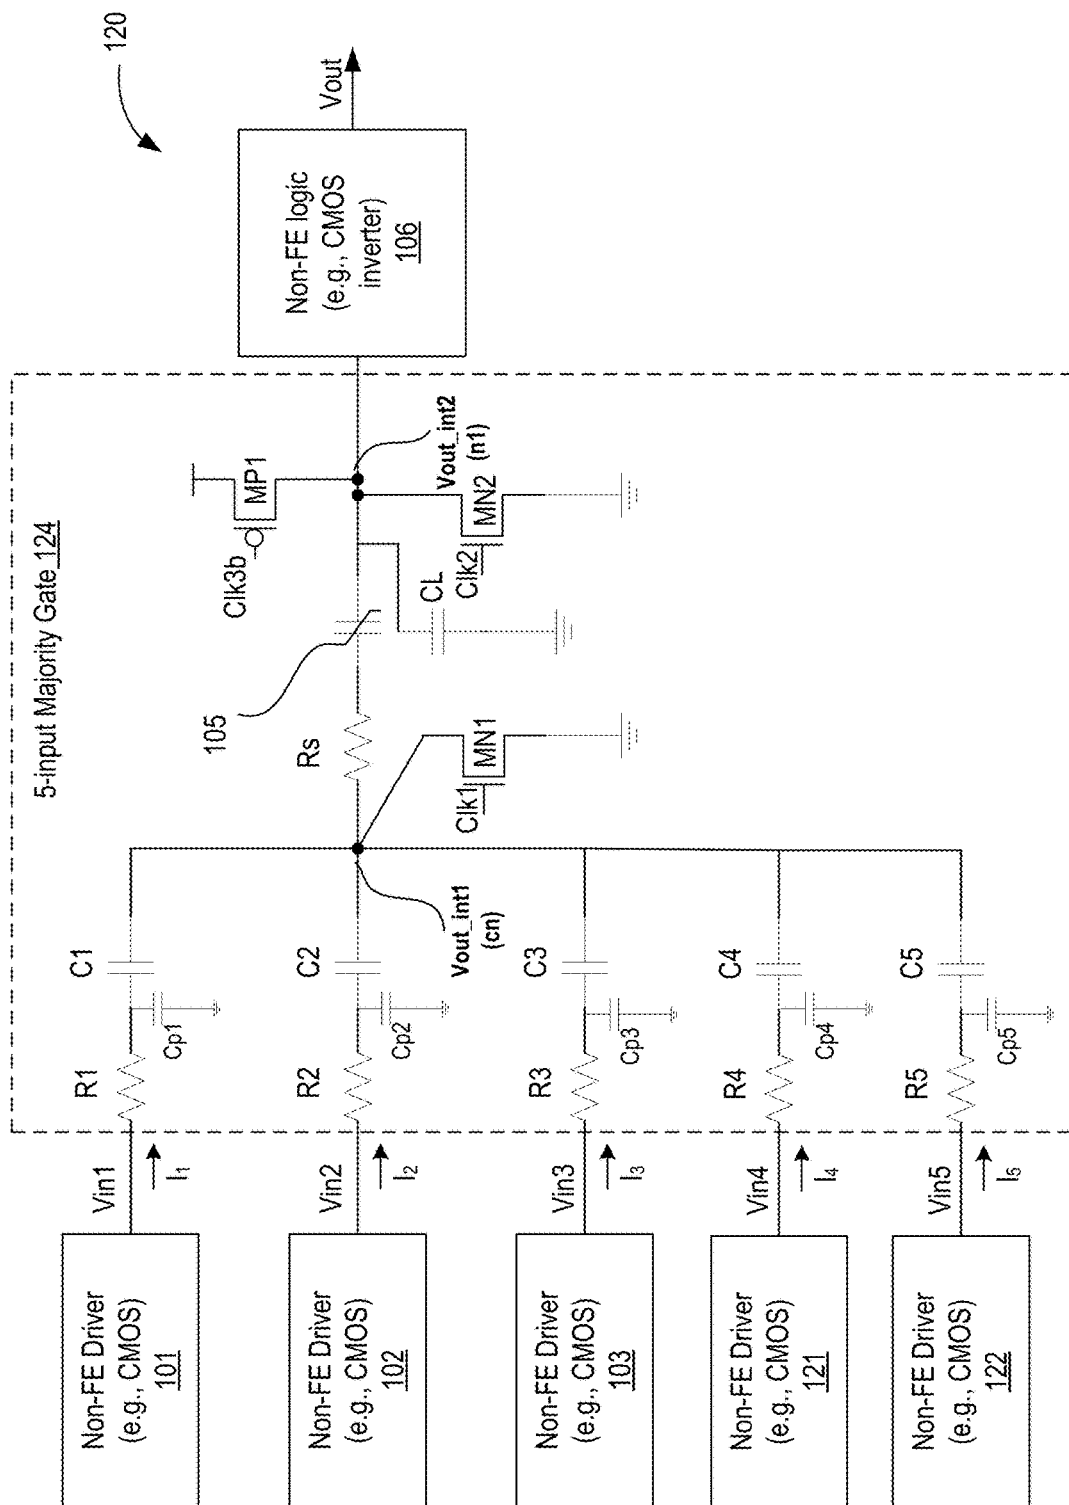 120
5-input Majority Gate 124
Non-FE Driver
(e.g., CMOS)
101
Vin1
I1
R1
Cp1
C1
Non-FE Driver
(e.g., CMOS)
102
Vin2
I2
R2
Cp2
C2
Vout_int1
(cn)
Rs
105
Clk3b
MP1
Vout_int2
(n1)
Non-FE logic
(e.g., CMOS
inverter)
106
Vout
Clk1
MN1
CL
Clk2
MN2
Non-FE Driver
(e.g., CMOS)
103
Vin3
I3
R3
Cp3
C3
Non-FE Driver
(e.g., CMOS)
121
Vin4
I4
R4
Cp4
C4
Non-FE Driver
(e.g., CMOS)
122
Vin5
I5
R5
Cp5
C5